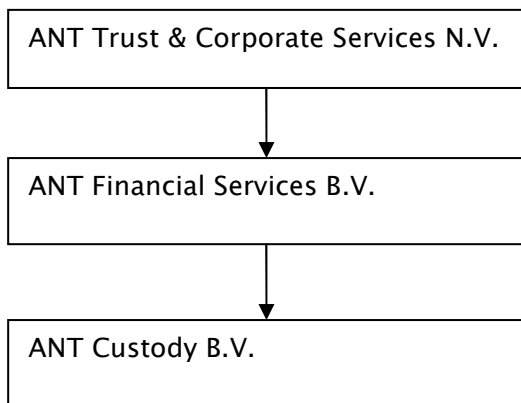 ANT Trust & Corporate Services N.V.
ANT Financial Services B.V.
ANT Custody B.V.